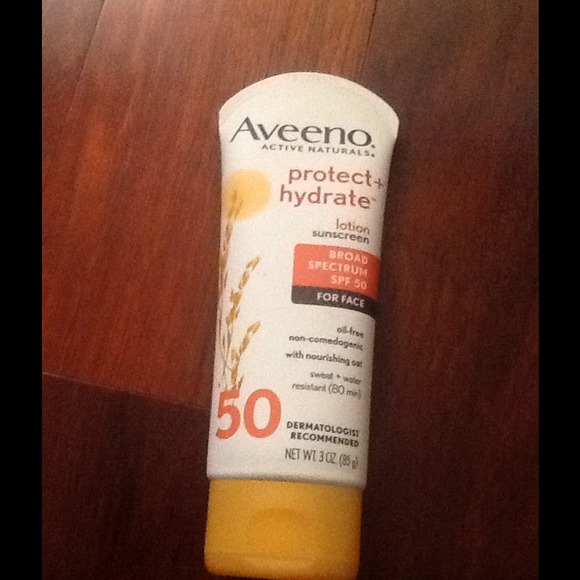 Aveeno.
ACTIVE NATURALS®
protect+
hydrate™
lotion
sunscreen
BROAD
SPECTRUM
SPF 50
FOR FACE
oil-free
non-comedogenic
with nourishing oat
sweat + water
resistant (80 min)
50
DERMATOLOGIST
RECOMMENDED
NET WT. 3 OZ. (85 g)